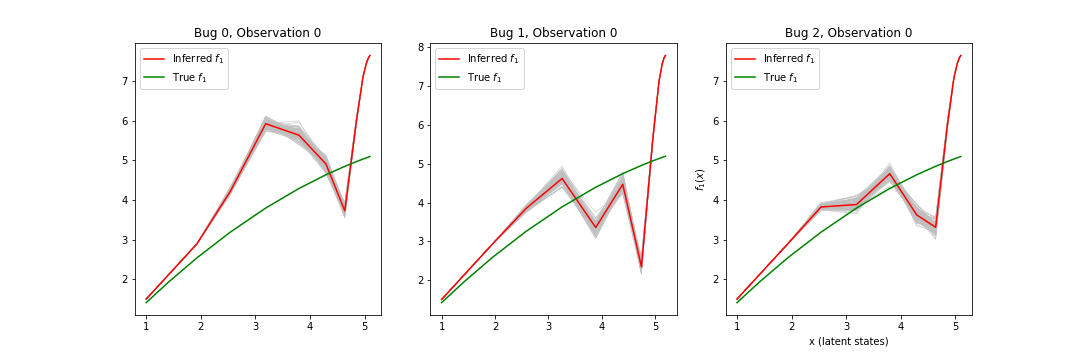 Bug 0, Observation 0
Inferred f₁
True f₁
7
6
5
4
3
2
1 2 3 4 5
Bug 1, Observation 0
Inferred f₁
True f₁
8
7
6
5
4
3
2
1 2 3 4 5
Bug 2, Observation 0
Inferred f₁
True f₁
f₁(x)
7
6
5
4
3
2
1 2 3 4 5
x (latent states)